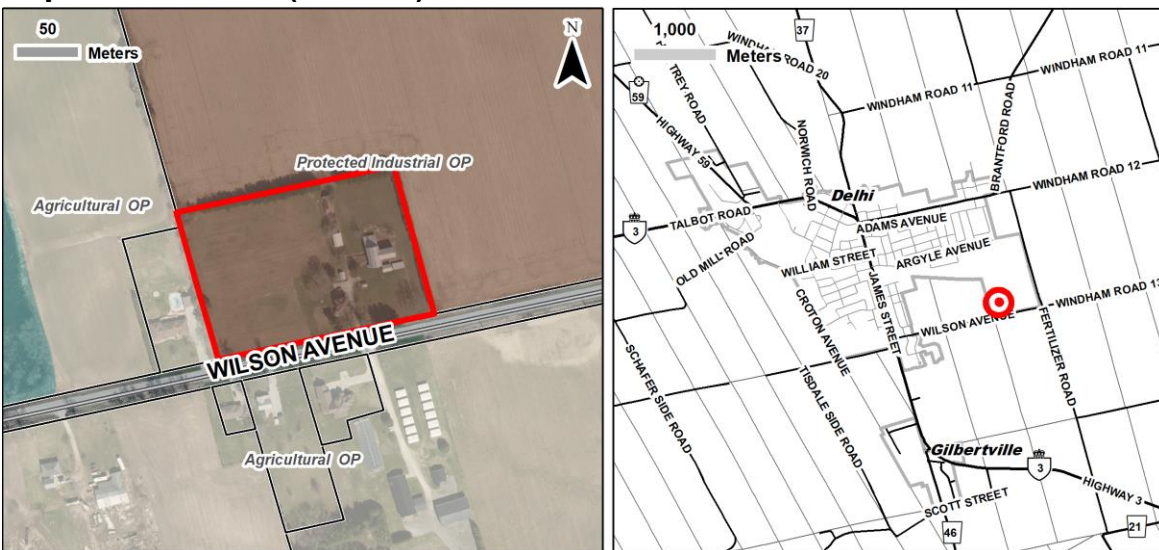 50
Meters
N
Protected Industrial OP
Agricultural OP
WILSON AVENUE
Agricultural OP
1,000
Meters
37
WINDHAM ROAD 20
TREY ROAD
59
HIGHWAY 59
NORWICH ROAD
WINDHAM ROAD 11
WINDHAM ROAD 11
BRANTFORD ROAD
WINDHAM ROAD 12
Delhi
3
TALBOT ROAD
ADAMS AVENUE
OLD MILL ROAD
WILLIAM STREET
ARGYLE AVENUE
JAMES STREET
CROTON AVENUE
WILSON AVENUE
WINDHAM ROAD 13
FERTILIZER ROAD
SCHAFER SIDE ROAD
TISDALE SIDE ROAD
Gilbertville
3
HIGHWAY 3
SCOTT STREET
46
21